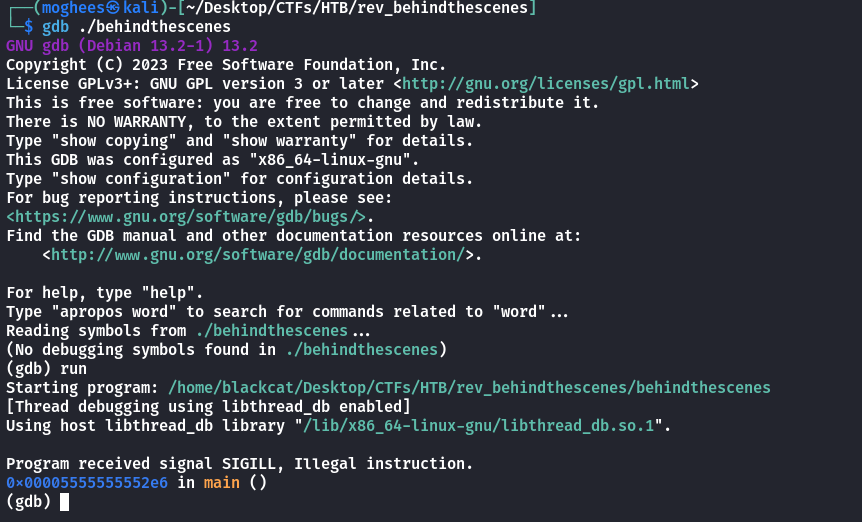 ┌──(moghees㉿kali)-[~/Desktop/CTFs/HTB/rev_behindthescenes]
└─$ gdb ./behindthescenes
GNU gdb (Debian 13.2-1) 13.2
Copyright (C) 2023 Free Software Foundation, Inc.
License GPLv3+: GNU GPL version 3 or later <http://gnu.org/licenses/gpl.html>
This is free software: you are free to change and redistribute it.
There is NO WARRANTY, to the extent permitted by law.
Type "show copying" and "show warranty" for details.
This GDB was configured as "x86_64-linux-gnu".
Type "show configuration" for configuration details.
For bug reporting instructions, please see:
<https://www.gnu.org/software/gdb/bugs/>.
Find the GDB manual and other documentation resources online at:
    <http://www.gnu.org/software/gdb/documentation/>.

For help, type "help".
Type "apropos word" to search for commands related to "word"...
Reading symbols from ./behindthescenes...
(No debugging symbols found in ./behindthescenes)
(gdb) run
Starting program: /home/blackcat/Desktop/CTFs/HTB/rev_behindthescenes/behindthescenes
[Thread debugging using libthread_db enabled]
Using host libthread_db library "/lib/x86_64-linux-gnu/libthread_db.so.1".

Program received signal SIGILL, Illegal instruction.
0x00005555555552e6 in main ()
(gdb)